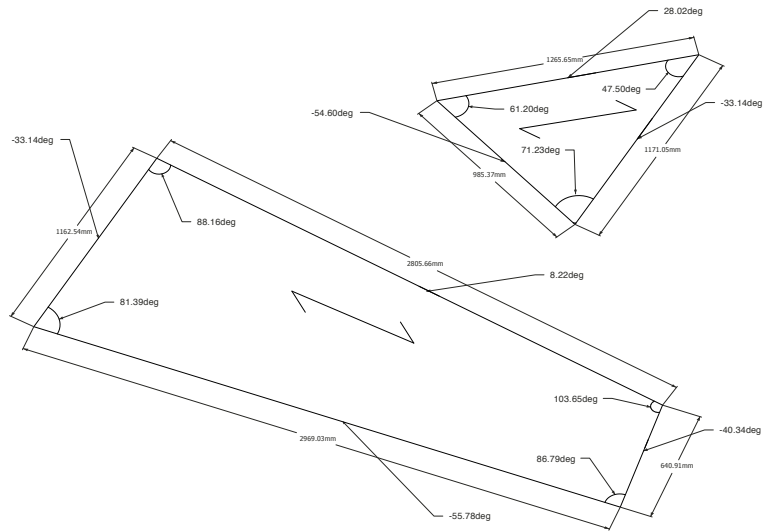 28.02deg
1265.65mm
47.50deg
-33.14deg
61.20deg
-54.60deg
71.23deg
1171.05mm
985.37mm
-33.14deg
88.16deg
1162.54mm
2805.66mm
8.22deg
81.39deg
103.65deg
-40.34deg
2969.03mm
86.79deg
640.91mm
-55.78deg